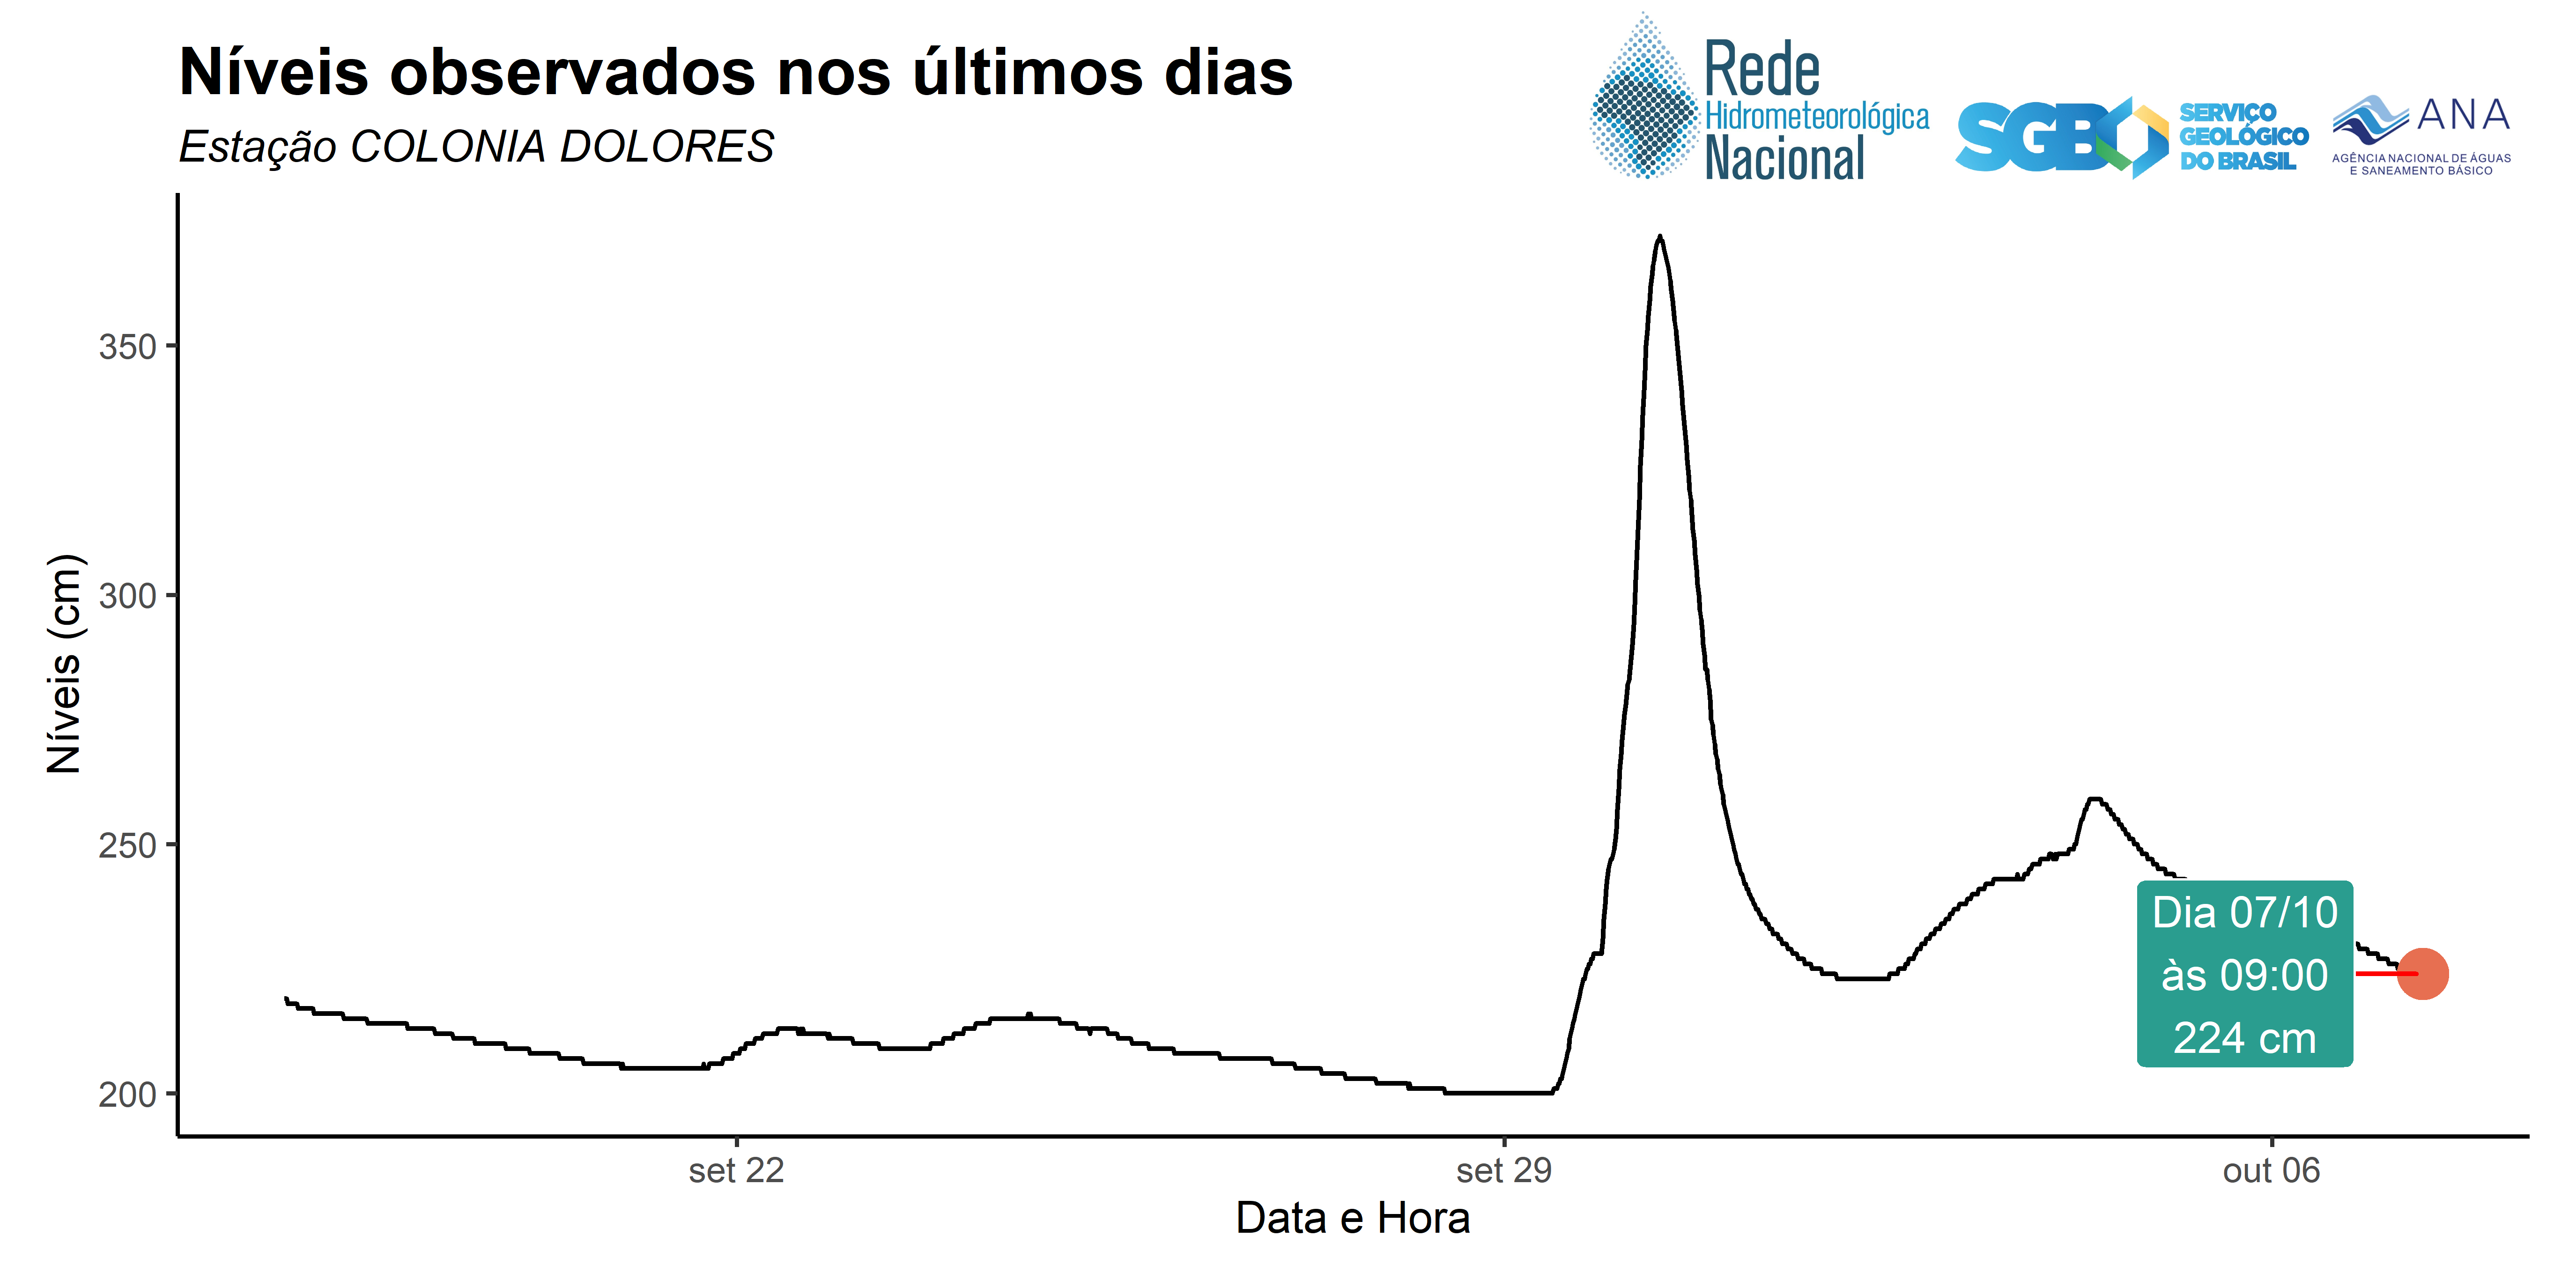 Níveis observados nos últimos dias
Estação COLONIA DOLORES
Rede
Hidrometeorológica
Nacional
SGB
SERVIÇO
GEOLÓGICO
DO BRASIL
ANA
AGÊNCIA NACIONAL DE ÁGUAS
E SANEAMENTO BÁSICO
Níveis (cm)
350
300
250
200
Dia 07/10
às 09:00
224 cm
set 22
set 29
out 06
Data e Hora